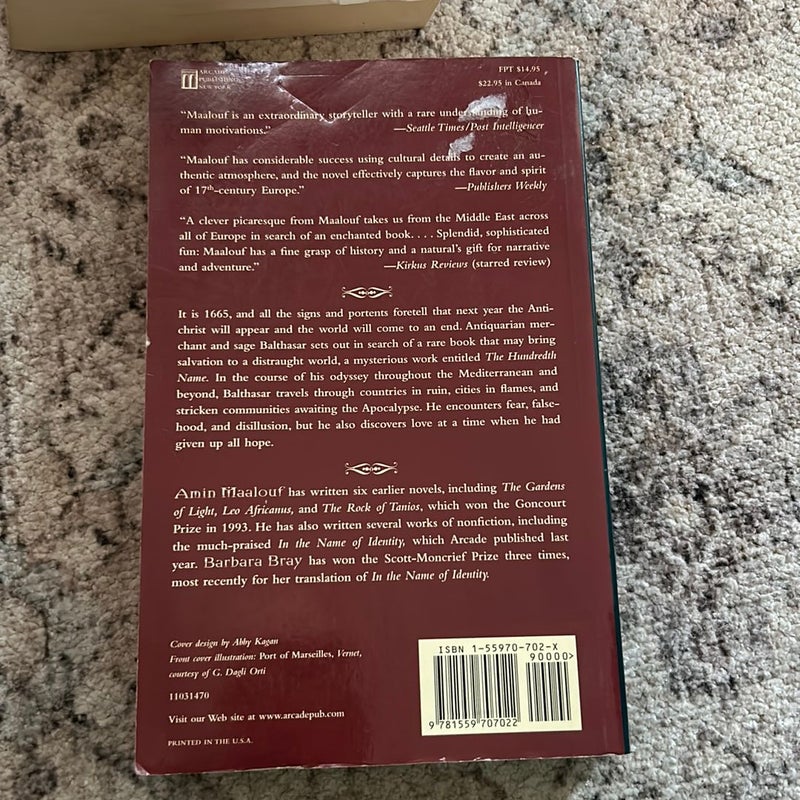 ARCADE
PUBLISHING
NEW YORK
FPT $14.95
$22.95 in Canada
“Maalouf is an extraordinary storyteller with a rare understanding of hu-
man motivations.” —Seattle Times/Post Intelligencer
“Maalouf has considerable success using cultural details to create an au-
thentic atmosphere, and the novel effectively captures the flavor and spirit
of 17th-century Europe.” —Publishers Weekly
“A clever picaresque from Maalouf takes us from the Middle East across
all of Europe in search of an enchanted book. . . . Splendid, sophisticated
fun: Maalouf has a fine grasp of history and a natural’s gift for narrative
and adventure.” —Kirkus Reviews (starred review)
It is 1665, and all the signs and portents foretell that next year the Anti-
christ will appear and the world will come to an end. Antiquarian mer-
chant and sage Balthasar sets out in search of a rare book that may bring
salvation to a distraught world, a mysterious work entitled The Hundredth
Name. In the course of his odyssey throughout the Mediterranean and
beyond, Balthasar travels through countries in ruin, cities in flames, and
stricken communities awaiting the Apocalypse. He encounters fear, false-
hood, and disillusion, but he also discovers love at a time when he had
given up all hope.
Amin Maalouf has written six earlier novels, including The Gardens
of Light, Leo Africanus, and The Rock of Tanios, which won the Goncourt
Prize in 1993. He has also written several works of nonfiction, including
the much-praised In the Name of Identity, which Arcade published last
year. Barbara Bray has won the Scott-Moncrief Prize three times,
most recently for her translation of In the Name of Identity.
Cover design by Abby Kagan
Front cover illustration: Port of Marseilles, Vernet,
courtesy of G. Dagli Orti
11031470
Visit our Web site at www.arcadepub.com
PRINTED IN THE U.S.A.
ISBN 1-55970-702-X
90000>
9 781559 707022